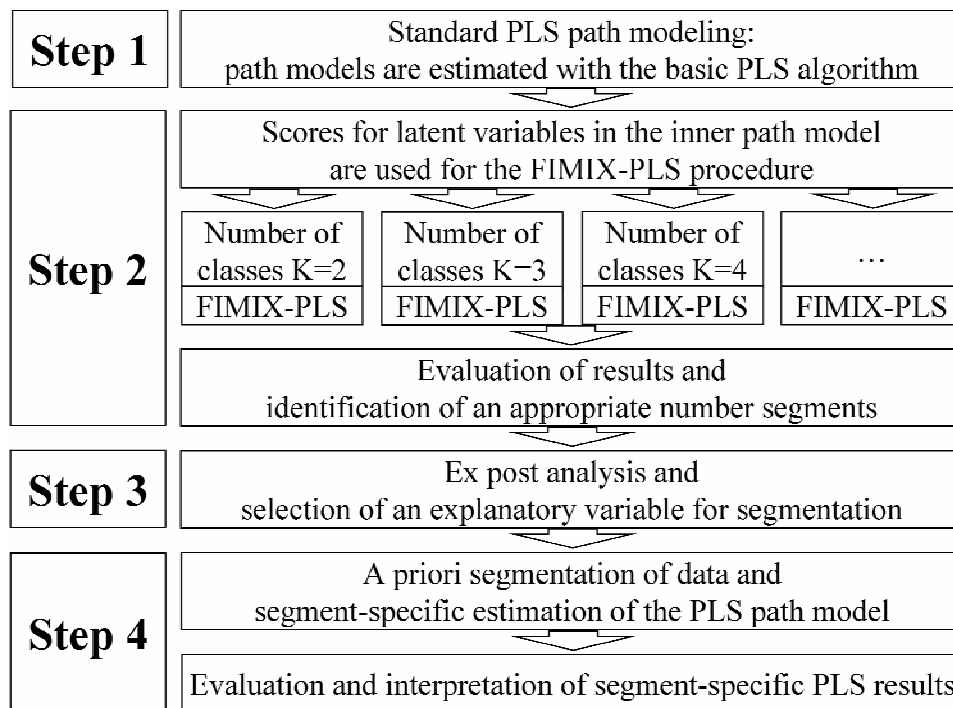 Step 1
Standard PLS path modeling:
path models are estimated with the basic PLS algorithm
Step 2
Scores for latent variables in the inner path model
are used for the FIMIX-PLS procedure
Number of
classes K=2
FIMIX-PLS
Number of
classes K=3
FIMIX-PLS
Number of
classes K=4
FIMIX-PLS
…
FIMIX-PLS
Evaluation of results and
identification of an appropriate number segments
Step 3
Ex post analysis and
selection of an explanatory variable for segmentation
Step 4
A priori segmentation of data and
segment-specific estimation of the PLS path model
Evaluation and interpretation of segment-specific PLS results